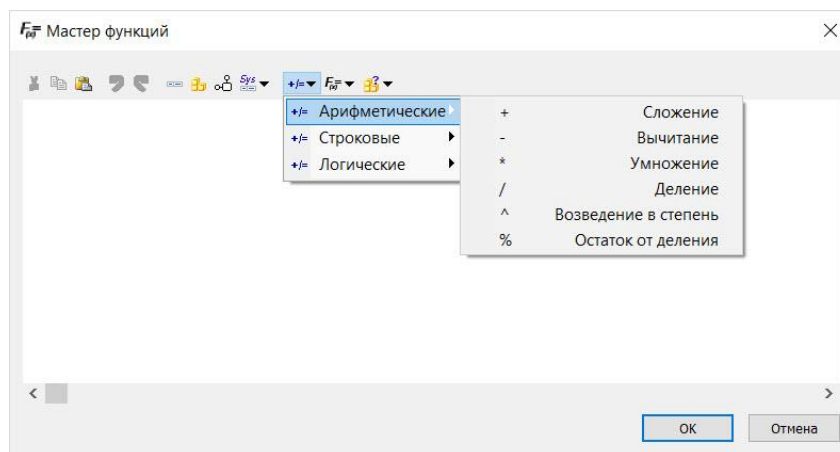 F(x)= Мастер функций
Sys +/= F(x)= ?
+/= Арифметические
+/= Строковые
+/= Логические
+ Сложение
- Вычитание
* Умножение
/ Деление
^ Возведение в степень
% Остаток от деления
OK Отмена